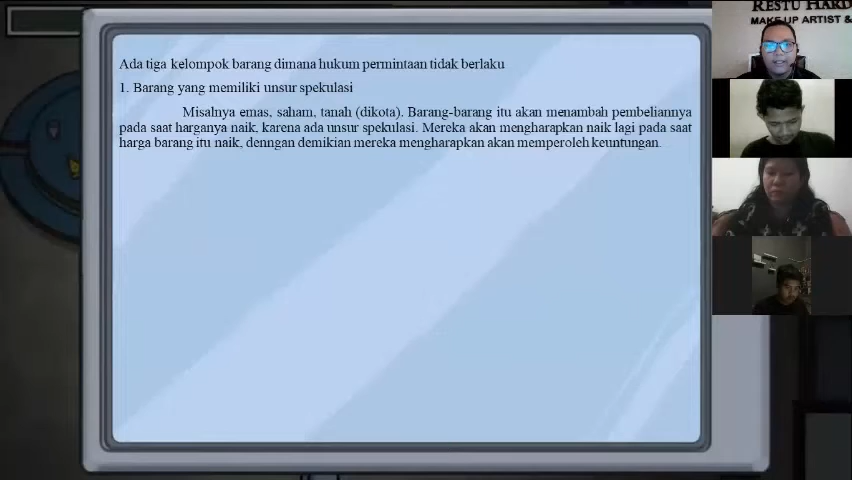 RESTU HARD
MAKE UP ARTIST &
Ada tiga kelompok barang dimana hukum permintaan tidak berlaku
1. Barang yang memiliki unsur spekulasi
Misalnya emas, saham, tanah (dikota). Barang-barang itu akan menambah pembeliannya
pada saat harganya naik, karena ada unsur spekulasi. Mereka akan mengharapkan naik lagi pada saat
harga barang itu naik, denngan demikian mereka mengharapkan akan memperoleh keuntungan.